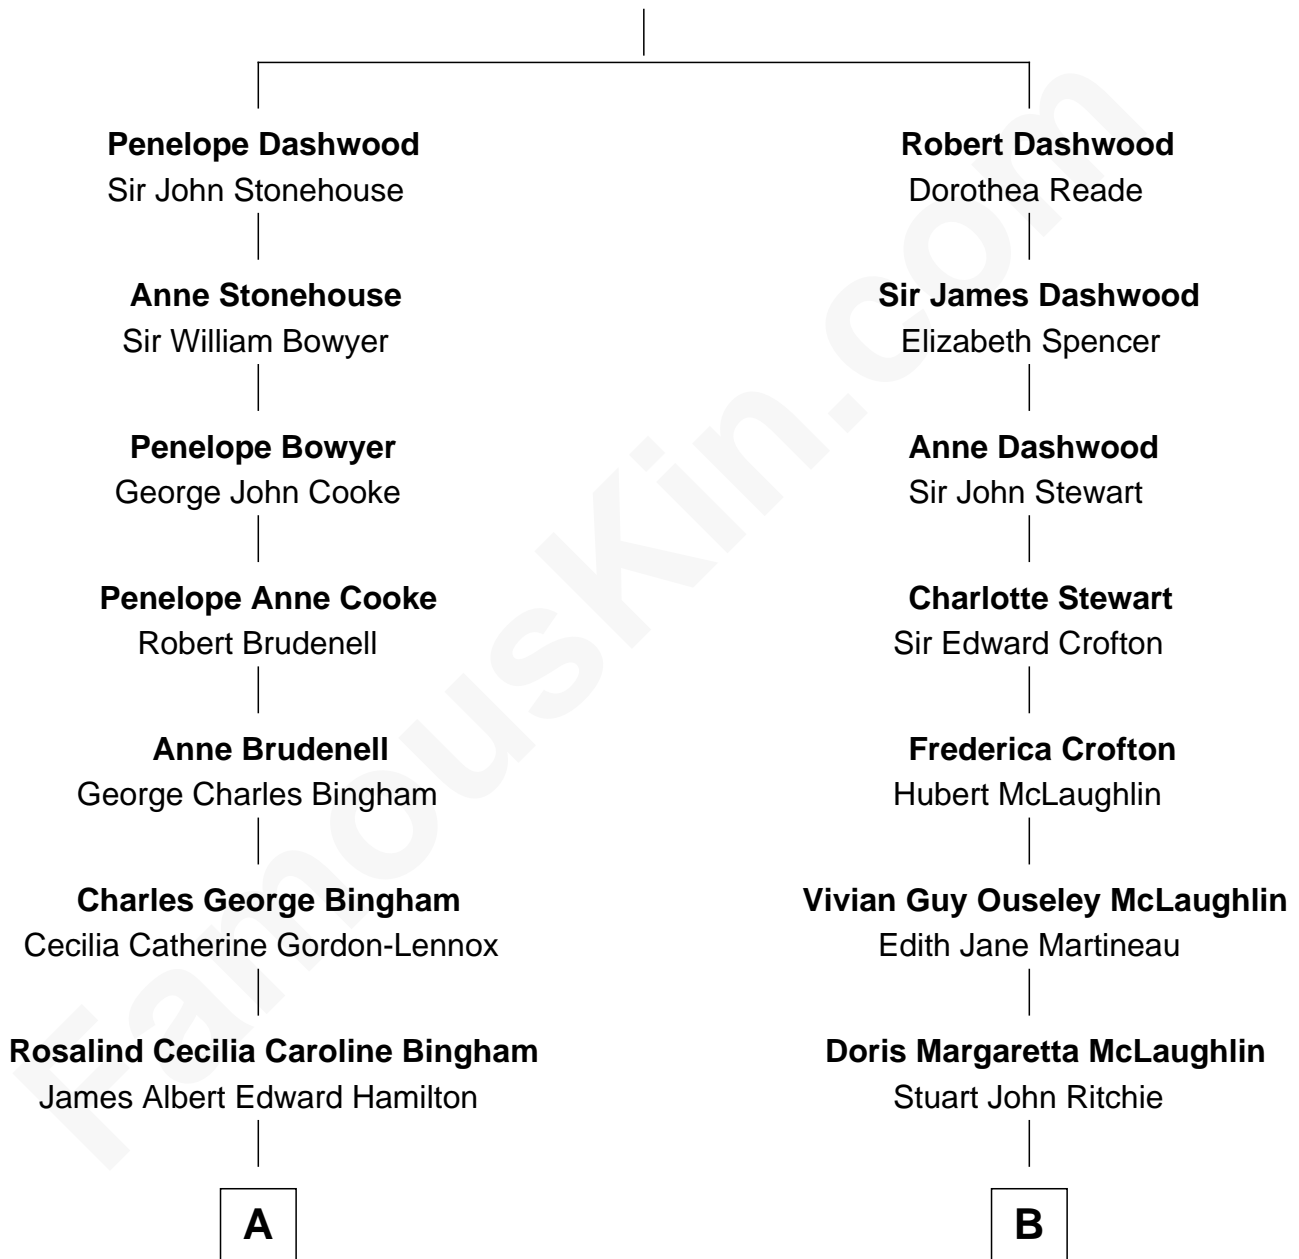 Penelope Dashwood
Sir John Stonehouse
Anne Stonehouse
Sir William Bowyer
Penelope Bowyer
George John Cooke
Penelope Anne Cooke
Robert Brudenell
Anne Brudenell
George Charles Bingham
Charles George Bingham
Cecilia Catherine Gordon-Lennox
Rosalind Cecilia Caroline Bingham
James Albert Edward Hamilton
A
Robert Dashwood
Dorothea Reade
Sir James Dashwood
Elizabeth Spencer
Anne Dashwood
Sir John Stewart
Charlotte Stewart
Sir Edward Crofton
Frederica Crofton
Hubert McLaughlin
Vivian Guy Ouseley McLaughlin
Edith Jane Martineau
Doris Margaretta McLaughlin
Stuart John Ritchie
B
FamousKin.com